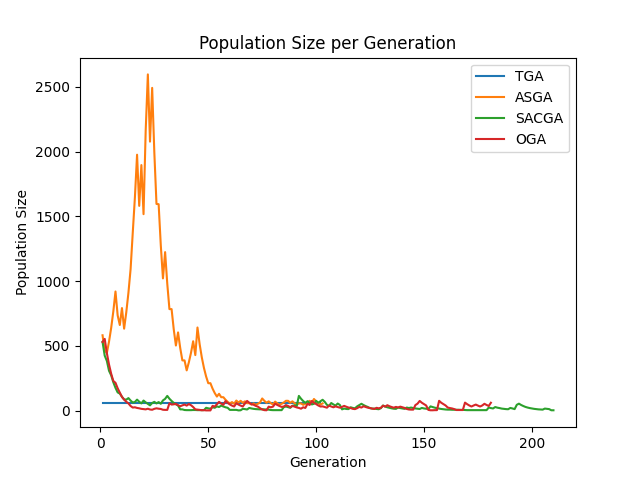 Population Size per Generation
TGA
ASGA
SACGA
OGA
Population Size
2500
2000
1500
1000
500
0
0
50
100
150
200
Generation